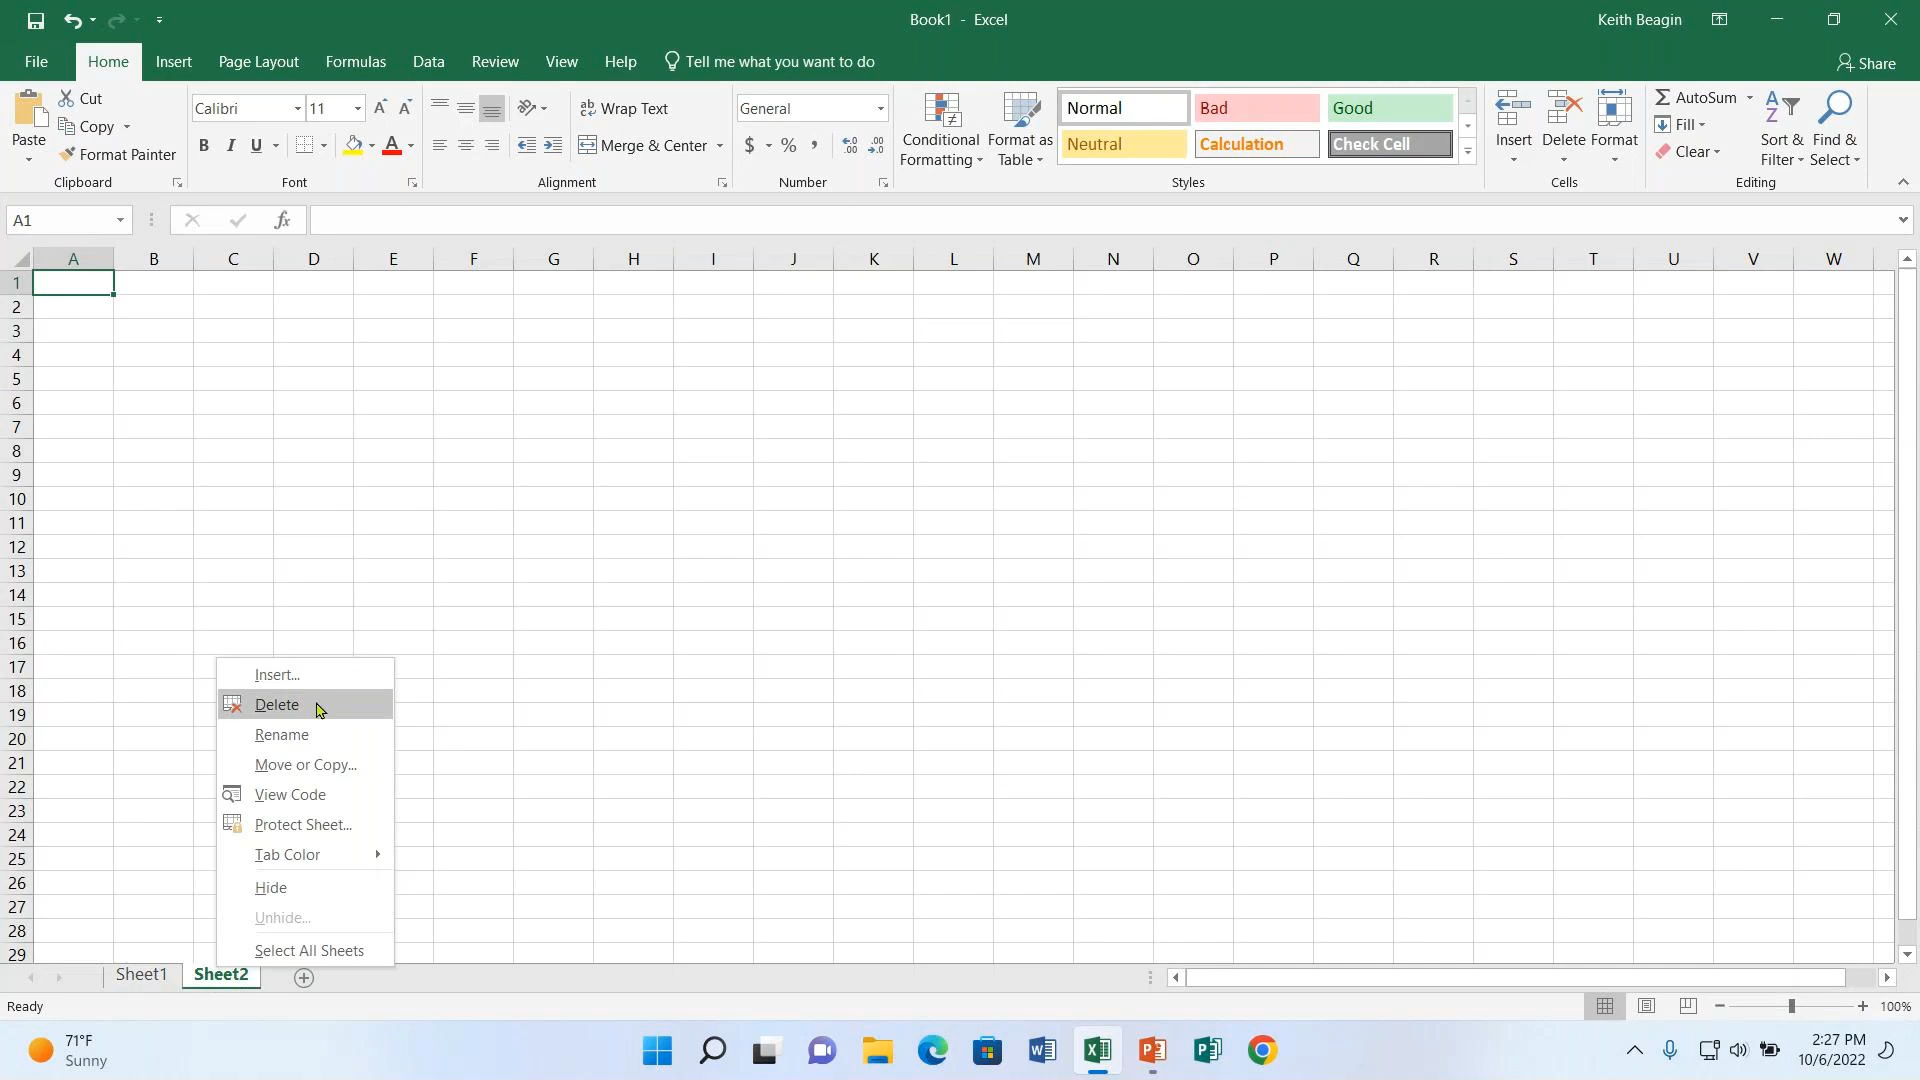 Book1 - Excel
Keith Beagin
File Home Insert Page Layout Formulas Data Review View Help Tell me what you want to do Share
Paste
Cut
Copy
Format Painter
Clipboard
Calibri 11
B I U A
Font
Wrap Text
Merge & Center
Alignment
General
$ % ,
Number
Conditional Formatting
Format as Table
Normal Bad Good
Neutral Calculation Check Cell
Styles
Insert Delete Format
Cells
AutoSum
Fill
Clear
Sort & Filter
Find & Select
Editing
A1 fx
A B C D E F G H I J K L M N O P Q R S T U V W
1
2
3
4
5
6
7
8
9
10
11
12
13
14
15
16
17
18
19
20
21
22
23
24
25
26
27
28
29
Insert...
Delete
Rename
Move or Copy...
View Code
Protect Sheet...
Tab Color
Hide
Unhide...
Select All Sheets
Sheet1 Sheet2
Ready 100%
71°F
Sunny
2:27 PM
10/6/2022